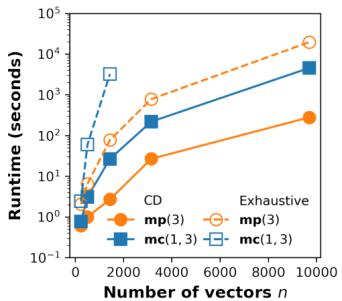 10^5
10^4
10^3
10^2
10^1
10^0
10^−1
Runtime (seconds)
CD Exhaustive
mp(3) mp(3)
mc(1, 3) mc(1, 3)
0 2000 4000 6000 8000 10000
Number of vectors n